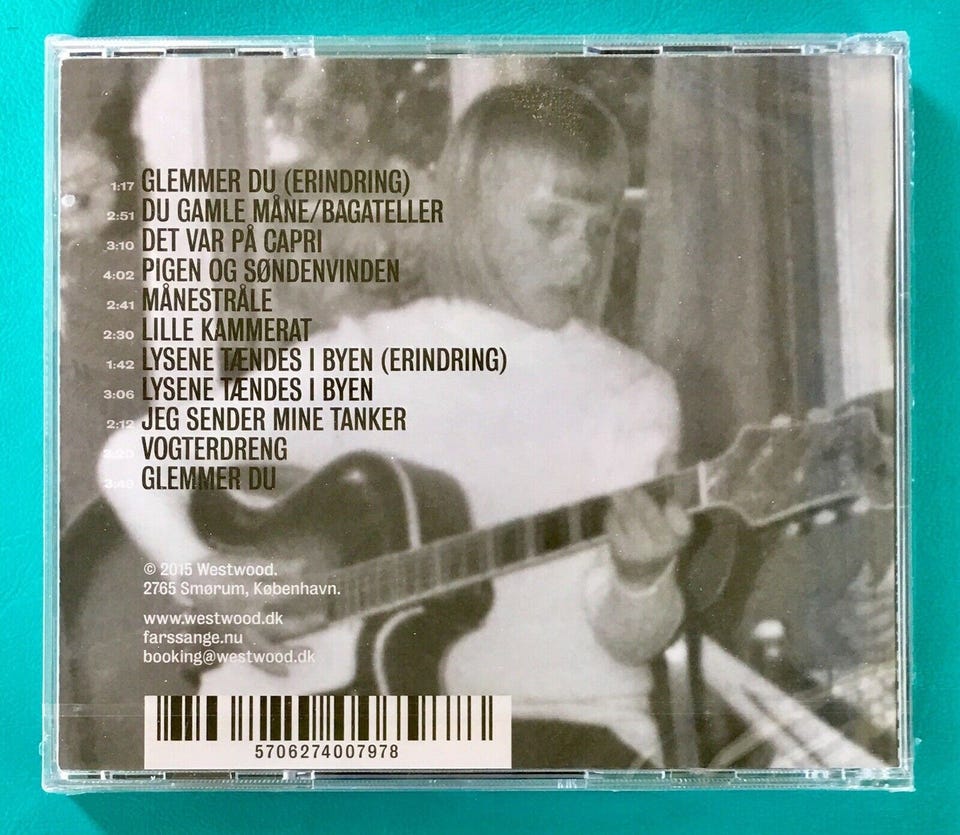 1:17 GLEMMER DU (ERINDRING)
2:51 DU GAMLE MÅNE/BAGATELLER
3:10 DET VAR PÅ CAPRI
4:02 PIGEN OG SØNDENVINDEN
2:41 MÅNESTRÅLE
2:30 LILLE KAMMERAT
1:42 LYSENE TÆNDES I BYEN (ERINDRING)
3:06 LYSENE TÆNDES I BYEN
2:12 JEG SENDER MINE TANKER
VOGTERDRENG
GLEMMER DU
© 2015 Westwood.
2765 Smørum, København.
www.westwood.dk
farssange.nu
booking@westwood.dk
5706274007978